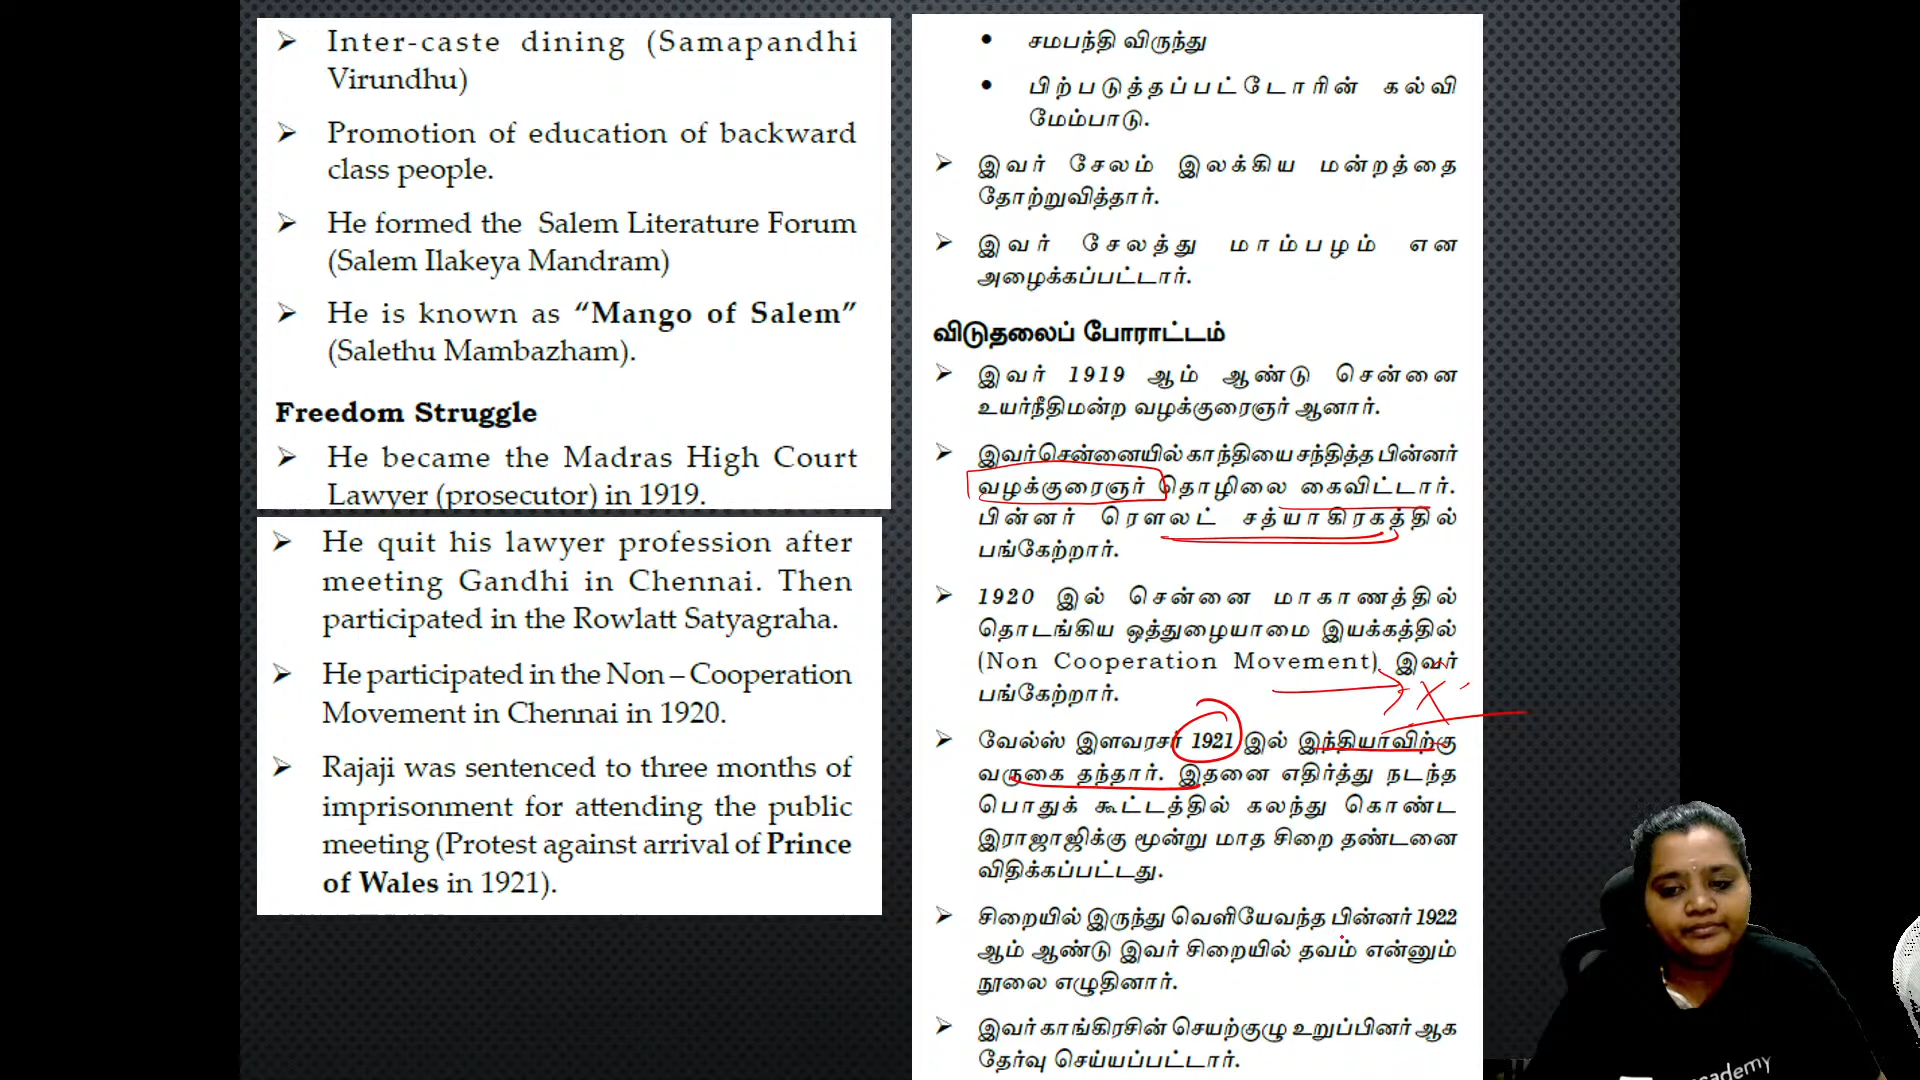 ➢ Inter-caste dining (Samapandhi
Virundhu)
➢ Promotion of education of backward
class people.
➢ He formed the Salem Literature Forum
(Salem Ilakeya Mandram)
➢ He is known as “Mango of Salem”
(Salethu Mambazham).
Freedom Struggle
➢ He became the Madras High Court
Lawyer (prosecutor) in 1919.
➢ He quit his lawyer profession after
meeting Gandhi in Chennai. Then
participated in the Rowlatt Satyagraha.
➢ He participated in the Non – Cooperation
Movement in Chennai in 1920.
➢ Rajaji was sentenced to three months of
imprisonment for attending the public
meeting (Protest against arrival of Prince
of Wales in 1921).
• சமபந்தி விருந்து
• பிற்படுத்தப்பட்டோரின் கல்வி
மேம்பாடு.
➢ இவர் சேலம் இலக்கிய மன்றத்தை
தோற்றுவித்தார்.
➢ இவர் சேலத்து மாம்பழம் என
அழைக்கப்பட்டார்.
விடுதலைப் போராட்டம்
➢ இவர் 1919 ஆம் ஆண்டு சென்னை
உயர்நீதிமன்ற வழக்குரைஞர் ஆனார்.
➢ இவர் சென்னையில் காந்தியை சந்தித்த பின்னர்
வழக்குரைஞர் தொழிலை கைவிட்டார்.
பின்னர் ரௌலட் சத்யாகிரகத்தில்
பங்கேற்றார்.
➢ 1920 இல் சென்னை மாகாணத்தில்
தொடங்கிய ஒத்துழையாமை இயக்கத்தில்
(Non Cooperation Movement) இவர்
பங்கேற்றார்.
➢ வேல்ஸ் இளவரசர் 1921 இல் இந்தியாவிற்கு
வருகை தந்தார். இதனை எதிர்த்து நடந்த
பொதுக் கூட்டத்தில் கலந்து கொண்ட
இராஜாஜிக்கு மூன்று மாத சிறை தண்டனை
விதிக்கப்பட்டது.
➢ சிறையில் இருந்து வெளியேவந்த பின்னர் 1922
ஆம் ஆண்டு இவர் சிறையில் தவம் என்னும்
நூலை எழுதினார்.
➢ இவர் காங்கிரசின் செயற்குழு உறுப்பினர் ஆக
தேர்வு செய்யப்பட்டார்.